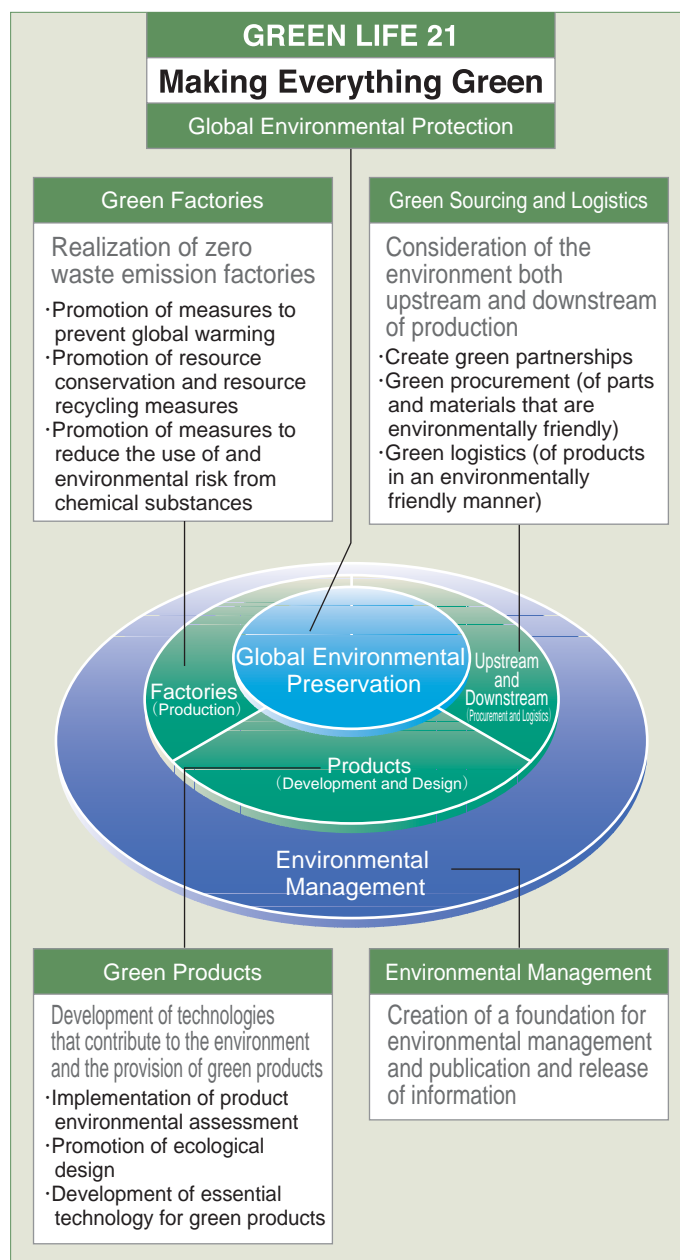 GREEN LIFE 21
Making Everything Green
Global Environmental Protection
Green Factories
Realization of zero
waste emission factories
·Promotion of measures to
prevent global warming
·Promotion of resource
conservation and resource
recycling measures
·Promotion of measures to
reduce the use of and
environmental risk from
chemical substances
Green Sourcing and Logistics
Consideration of the
environment both
upstream and downstream
of production
·Create green partnerships
·Green procurement (of parts
and materials that are
environmentally friendly)
·Green logistics (of products
in an environmentally
friendly manner)
Global Environmental
Preservation
Factories
(Production)
Upstream
and
Downstream
(Procurement and Logistics)
Products
(Development and Design)
Environmental
Management
Green Products
Development of technologies
that contribute to the environment
and the provision of green products
·Implementation of product
environmental assessment
·Promotion of ecological
design
·Development of essential
technology for green products
Environmental Management
Creation of a foundation for
environmental management
and publication and release
of information